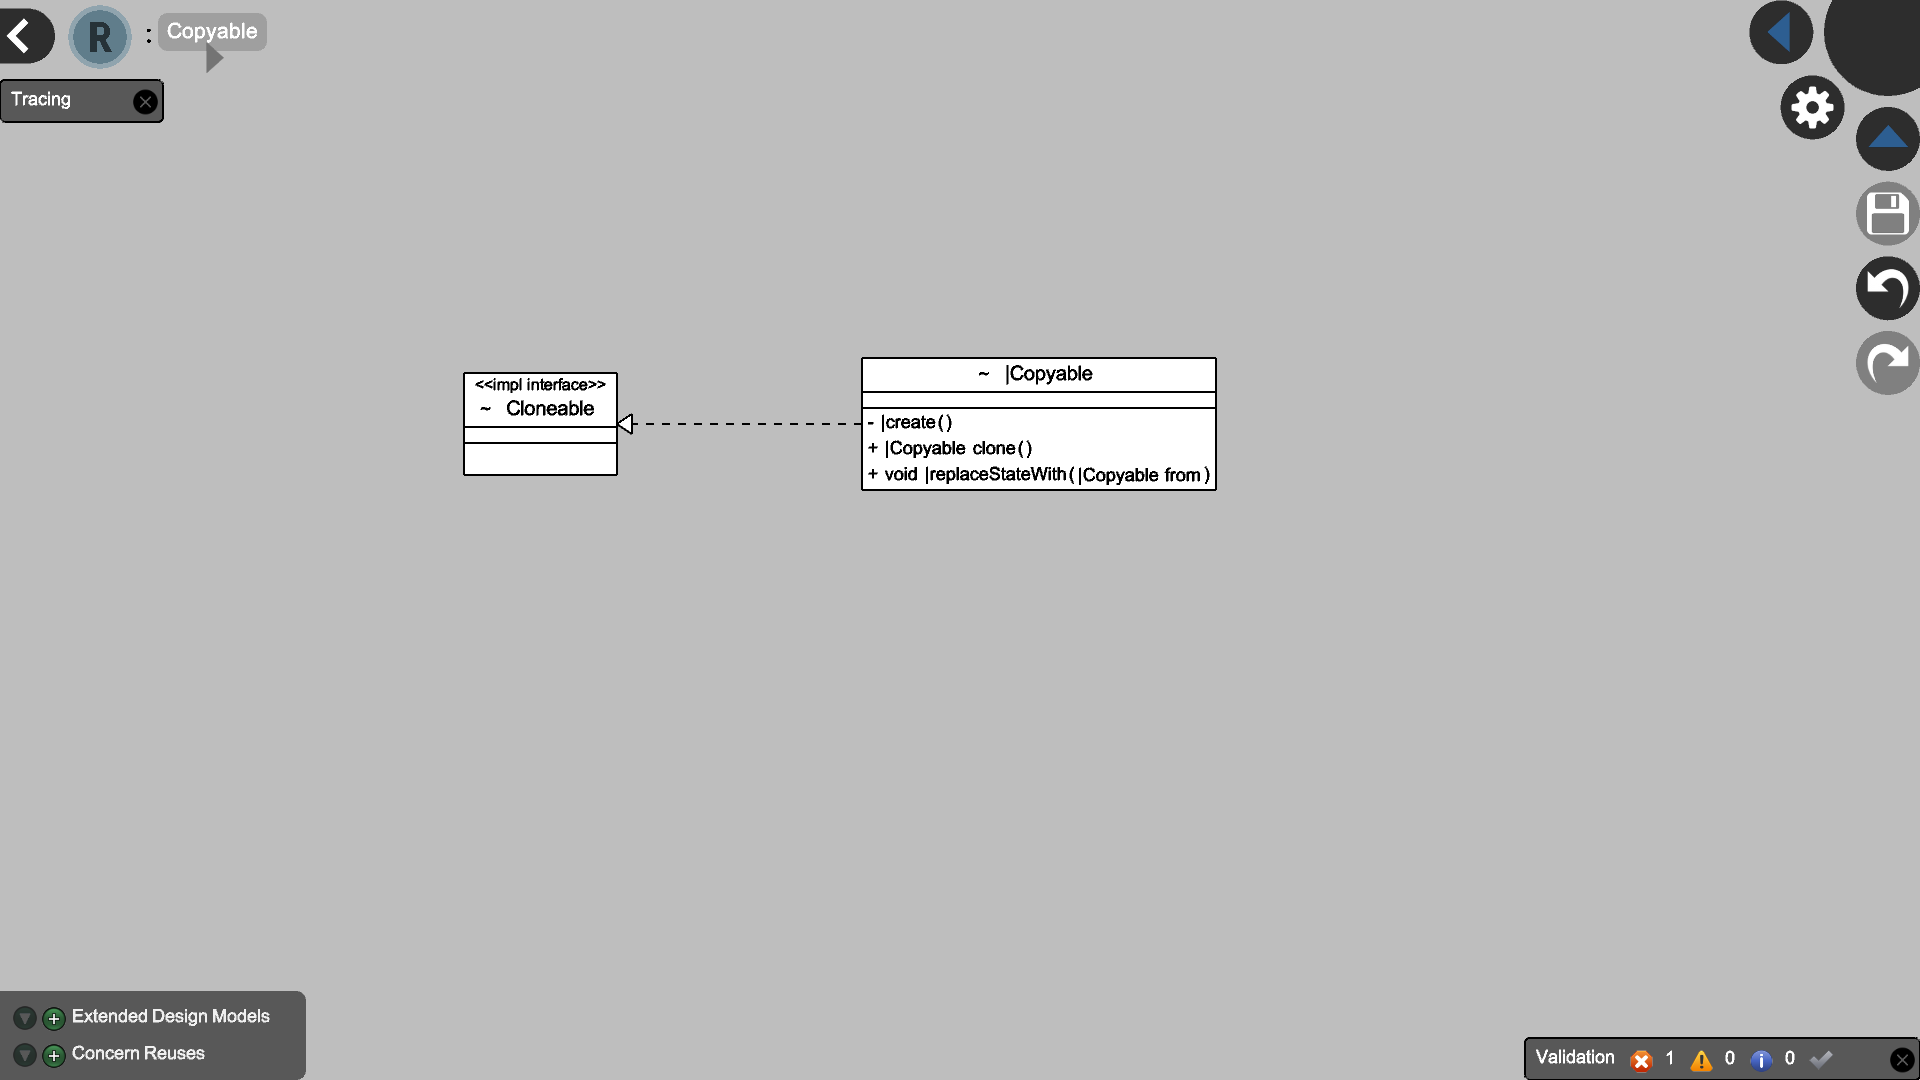 R : Copyable
Tracing
<<impl interface>>
~ Cloneable
~ |Copyable
- |create()
+ |Copyable clone()
+ void |replaceStateWith(|Copyable from)
Extended Design Models
Concern Reuses
Validation 1 0 0